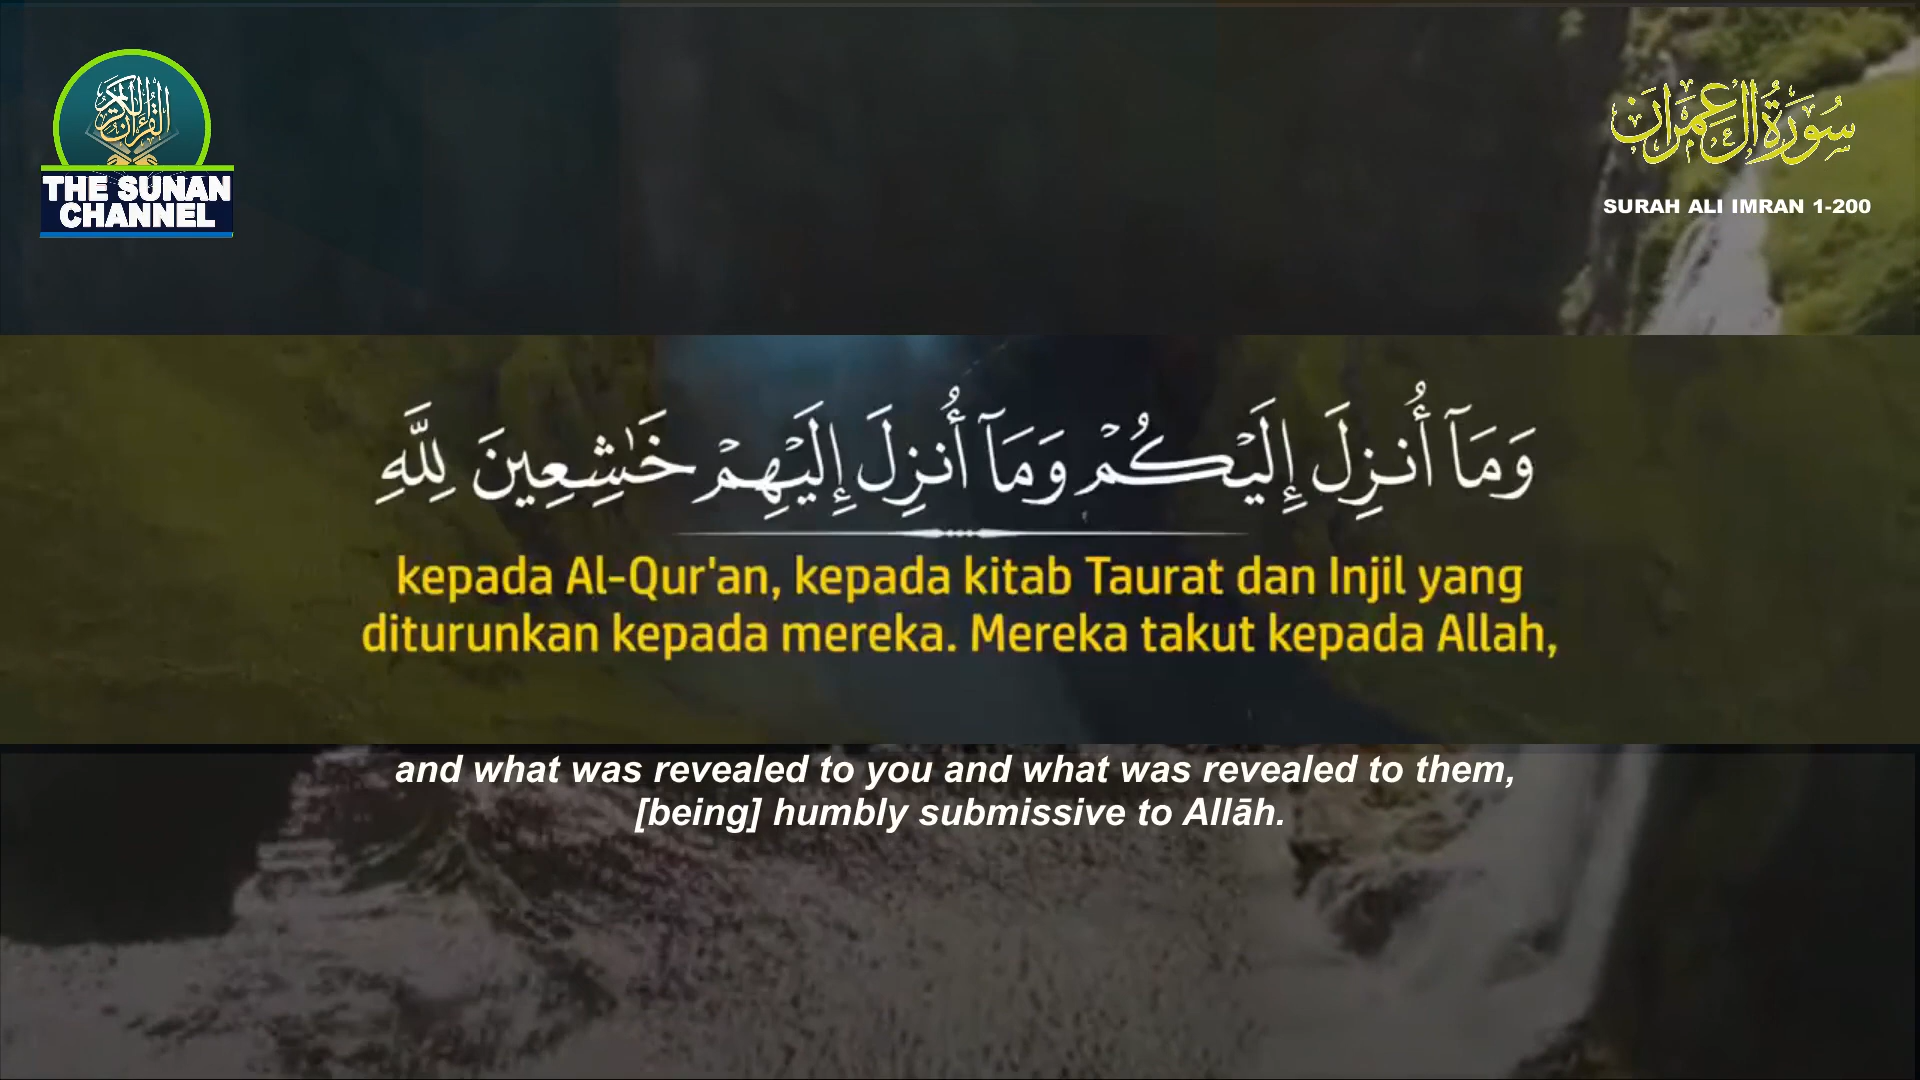 القرآن الكريم
THE SUNAN
CHANNEL
سُورَةُ آلِ عِمْرَان
SURAH ALI IMRAN 1-200
وَمَآ أُنزِلَ إِلَيْكُمْ وَمَآ أُنزِلَ إِلَيْهِمْ خَٰشِعِينَ لِلَّهِ
kepada Al-Qur'an, kepada kitab Taurat dan Injil yang
diturunkan kepada mereka. Mereka takut kepada Allah,
and what was revealed to you and what was revealed to them,
[being] humbly submissive to Allāh.